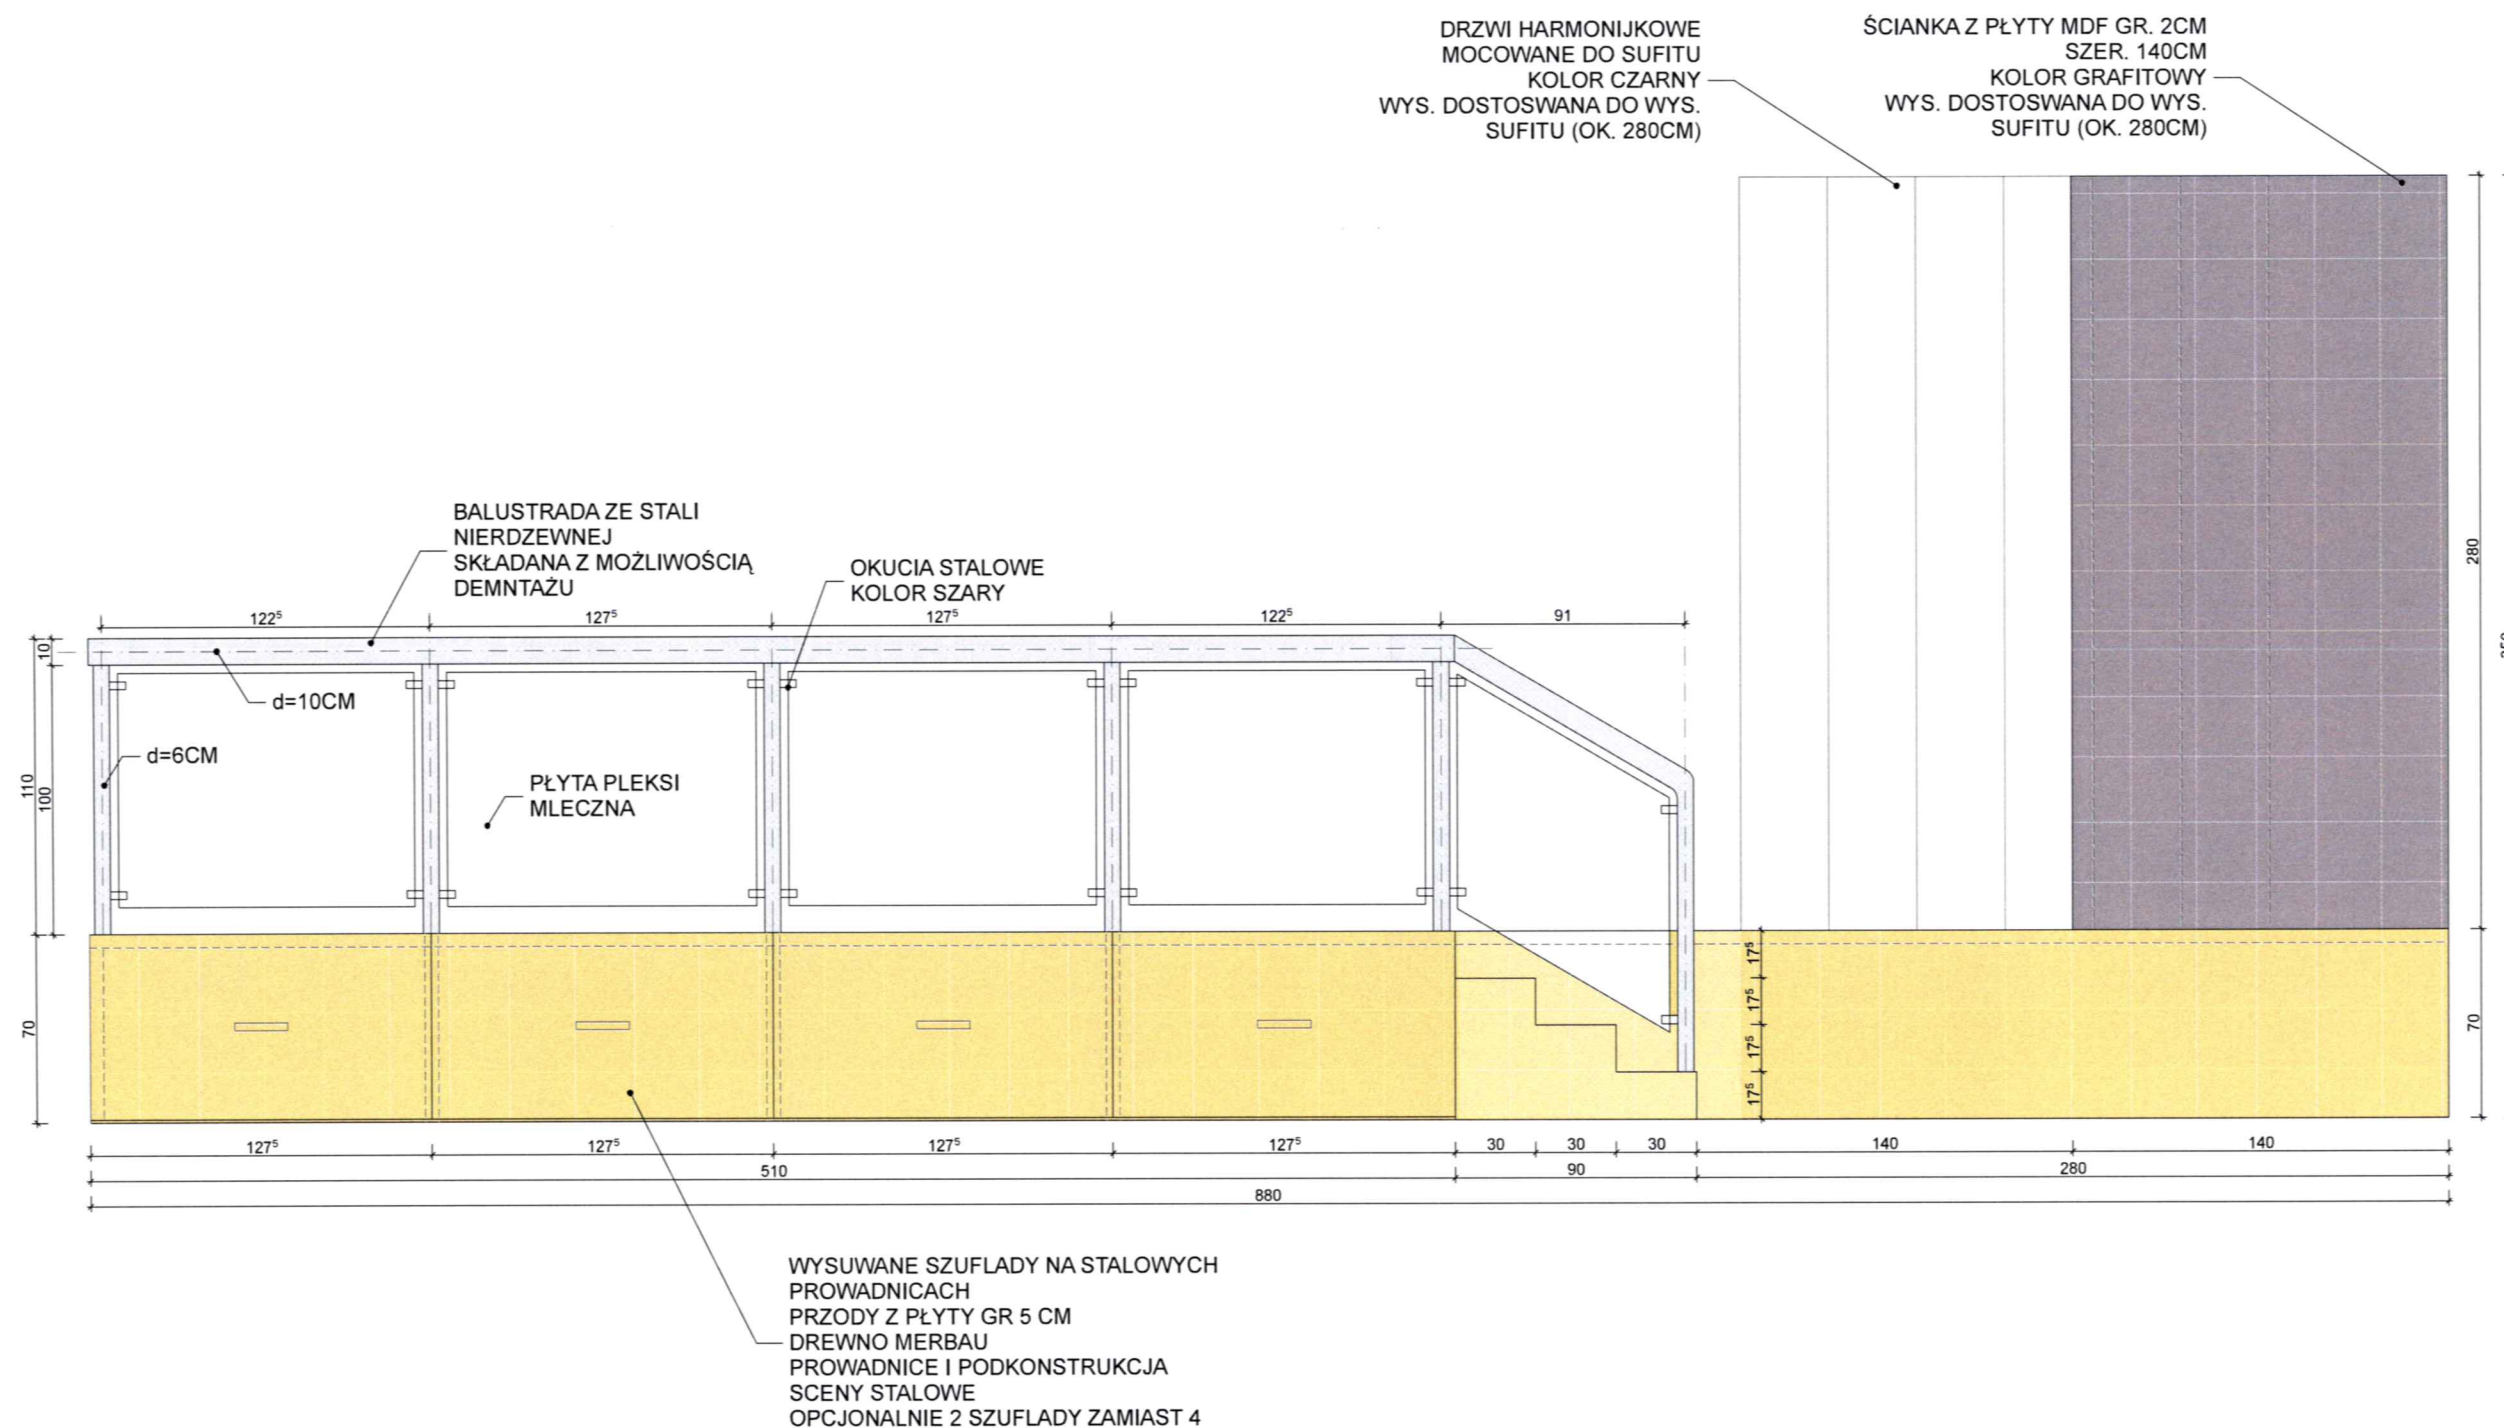 DRZWI HARMONIJKOWE
MOCOWANE DO SUFITU
KOLOR CZARNY
WYS. DOSTOSWANA DO WYS.
SUFITU (OK. 280CM)
ŚCIANKA Z PŁYTY MDF GR. 2CM
SZER. 140CM
KOLOR GRAFITOWY
WYS. DOSTOSWANA DO WYS.
SUFITU (OK. 280CM)
BALUSTRADA ZE STALI
NIERDZEWNEJ
SKŁADANA Z MOŻLIWOŚCIĄ
DEMNTAŻU
OKUCIA STALOWE
KOLOR SZARY
122⁵ 127⁵ 127⁵ 122⁵ 91
10
110
100
70
d=10CM
d=6CM
PŁYTA PLEKSI
MLECZNA
280
70
17⁵
17⁵
17⁵
17⁵
127⁵ 127⁵ 127⁵ 127⁵ 30 30 30 140 140
510 90 280
880
WYSUWANE SZUFLADY NA STALOWYCH
PROWADNICACH
PRZODY Z PŁYTY GR 5 CM
DREWNO MERBAU
PROWADNICE I PODKONSTRUKCJA
SCENY STALOWE
OPCJONALNIE 2 SZUFLADY ZAMIAST 4